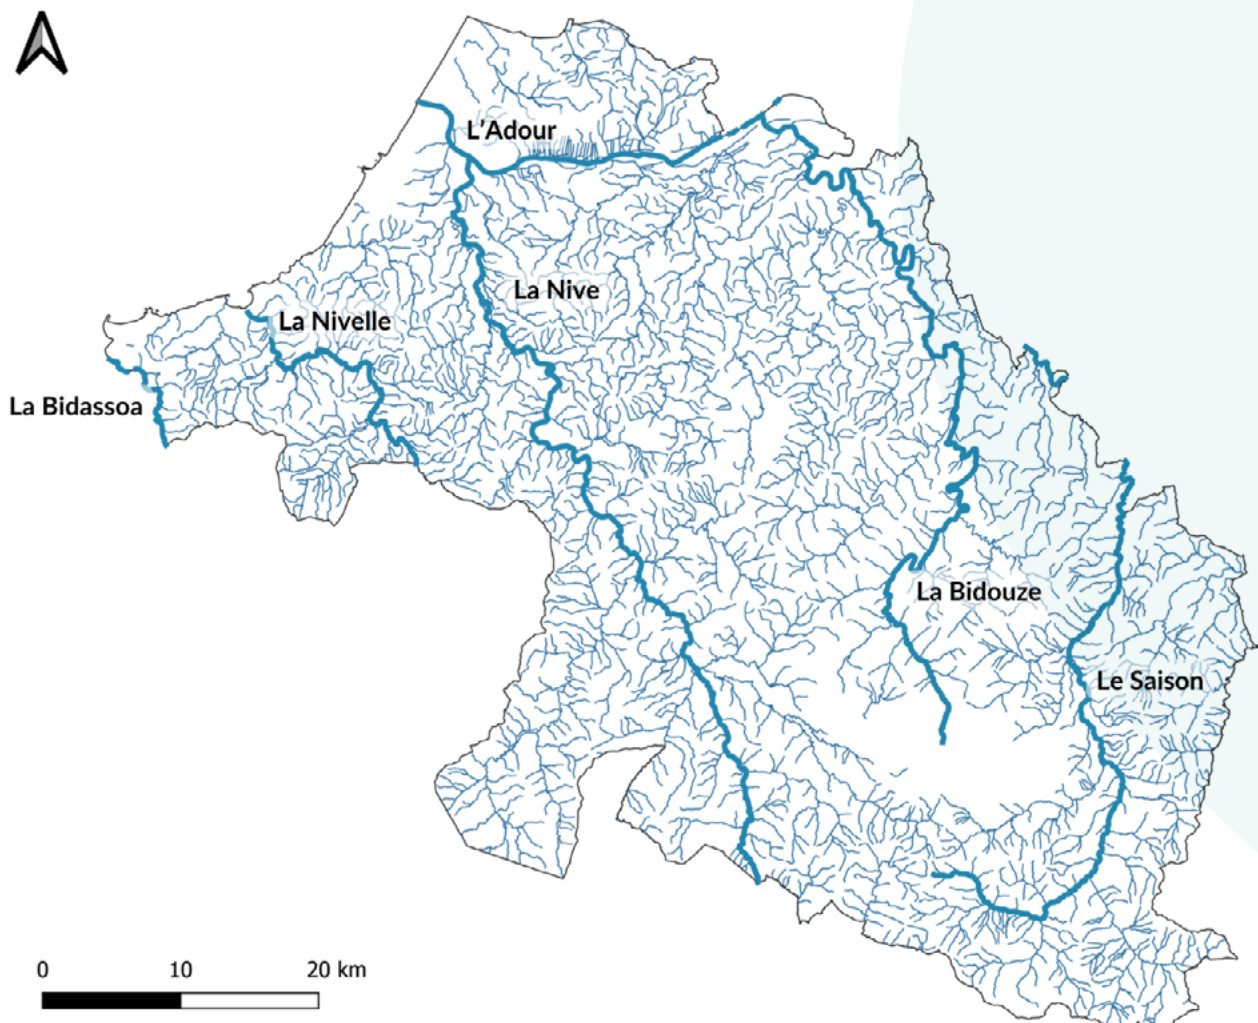 L'Adour
La Nive
La Nivelle
La Bidassoa
La Bidouze
Le Saison
0 10 20 km